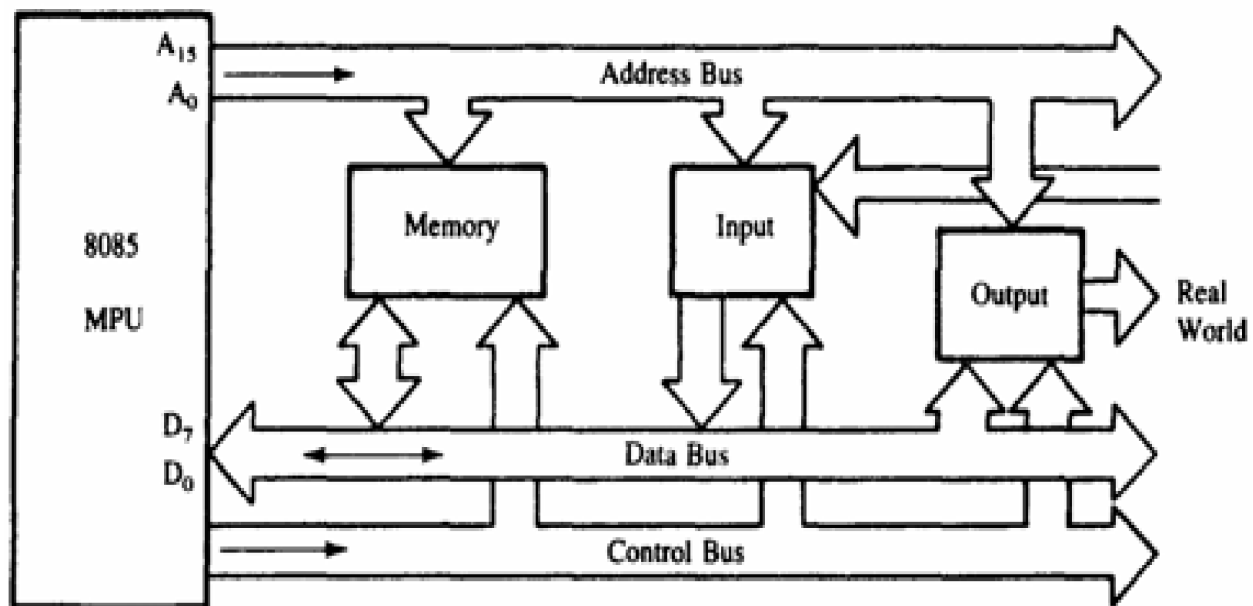 A15
Address Bus
A0
Memory
Input
8085
MPU
Output
Real
World
D7
Data Bus
D0
Control Bus